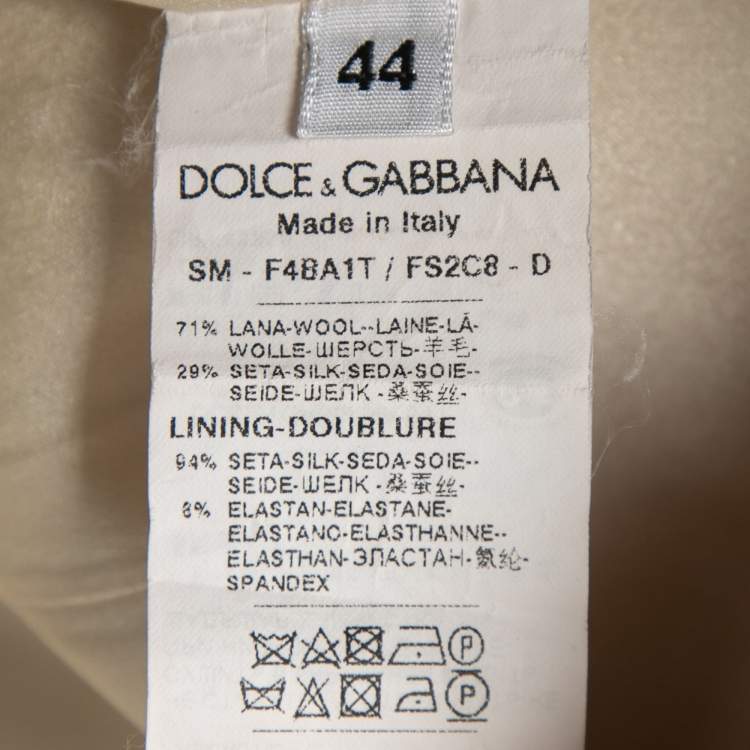 44
DOLCE & GABBANA
Made in Italy
SM - F4BA1T / FS2C8 - D
71% LANA-WOOL--LAINE-LÃ-
WOLLE-ШЕРСТЬ-羊毛-
29% SETA-SILK-SEDA-SOIE--
SEIDE-ШЕЛК -桑蚕丝-
LINING-DOUBLURE
94% SETA-SILK-SEDA-SOIE--
SEIDE-ШЕЛК -桑蚕丝-
6% ELASTAN-ELASTANE-
ELASTANO-ELASTHANNE--
ELASTHAN-ЭЛАСТАН-氨纶-
SPANDEX
P
P